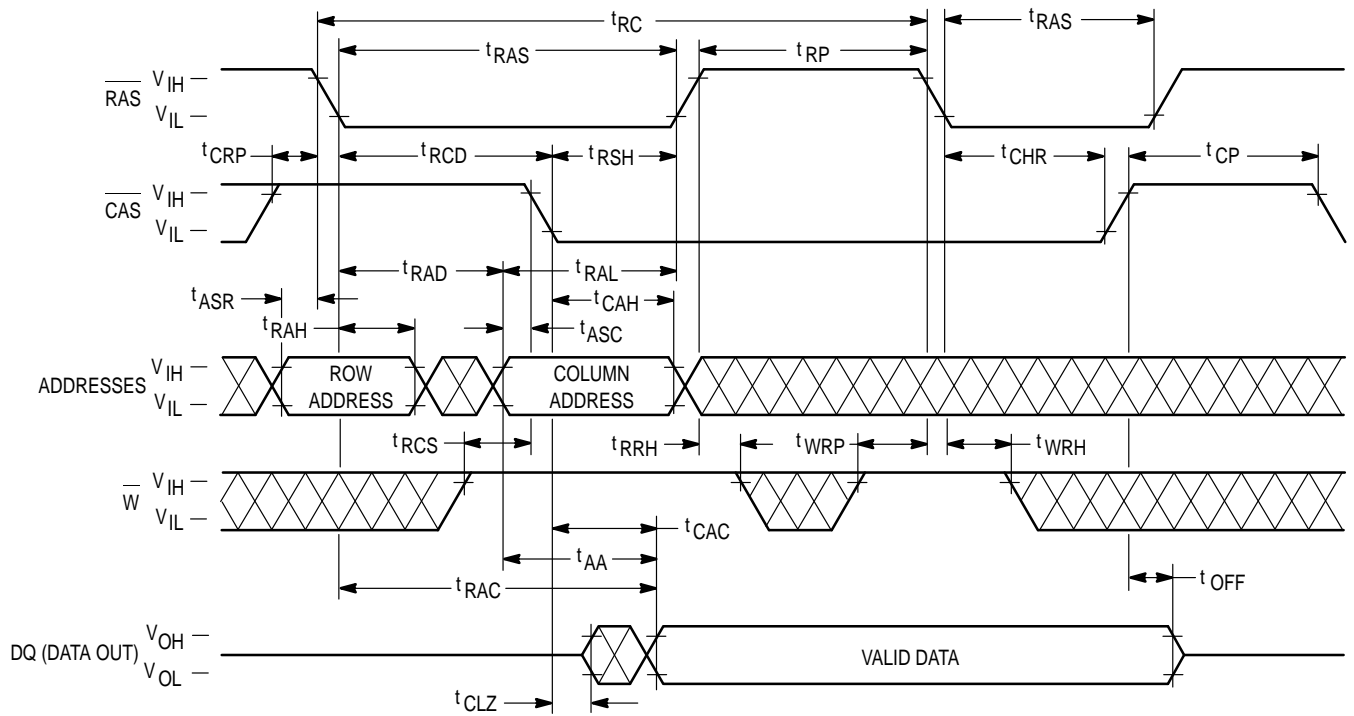 tRC
tRAS
tRAS
tRP
RAS
VIH
VIL
tCRP
tRCD
tRSH
tCHR
tCP
CAS
VIH
VIL
tRAD
tRAL
tASR
tCAH
tRAH
tASC
ADDRESSES
VIH
VIL
ROW
ADDRESS
COLUMN
ADDRESS
tRCS
tRRH
tWRP
tWRH
W
VIH
VIL
tCAC
tAA
tRAC
tOFF
DQ (DATA OUT)
VOH
VOL
VALID DATA
tCLZ